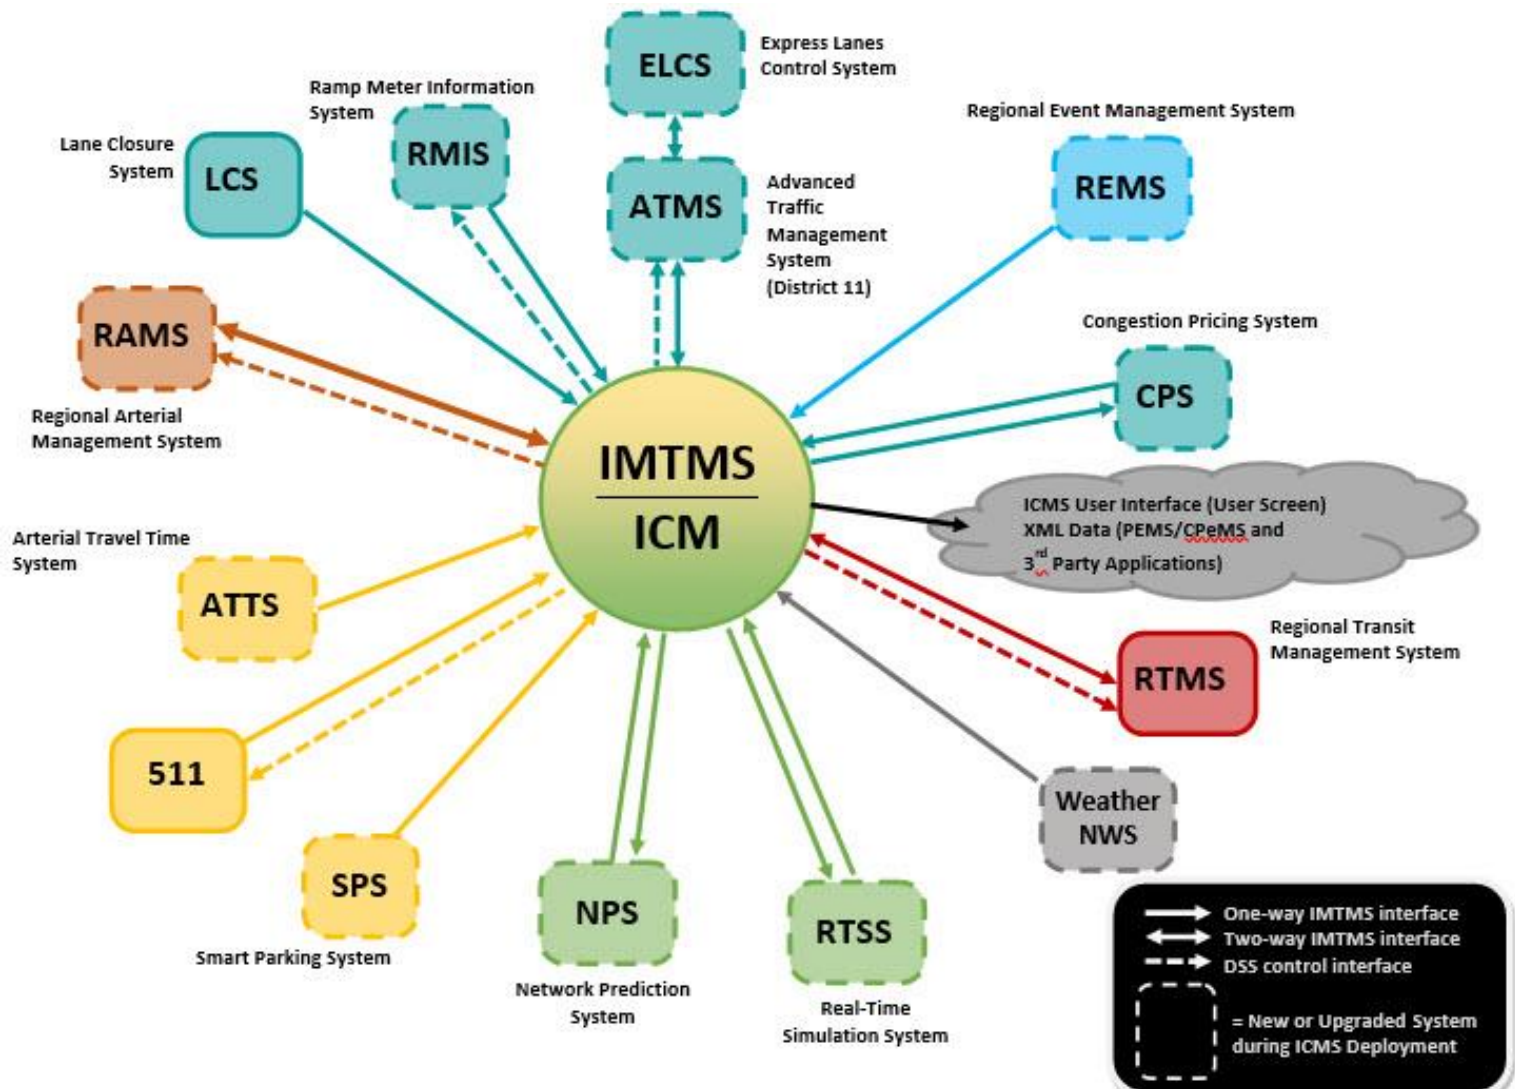 ELCS
Express Lanes
Control System
Ramp Meter Information
System
RMIS
Regional Event Management System
Lane Closure
System
LCS
ATMS
Advanced
Traffic
Management
System
(District 11)
REMS
RAMS
Regional Arterial
Management System
Congestion Pricing System
CPS
IMTMS
ICM
ICMS User Interface (User Screen)
XML Data (PEMS/CPeMS and
3rd Party Applications)
Arterial Travel Time
System
ATTS
Regional Transit
Management System
RTMS
511
Weather
NWS
SPS
Smart Parking System
NPS
Network Prediction
System
RTSS
Real-Time
Simulation System
One-way IMTMS interface
Two-way IMTMS interface
DSS control interface
= New or Upgraded System
during ICMS Deployment